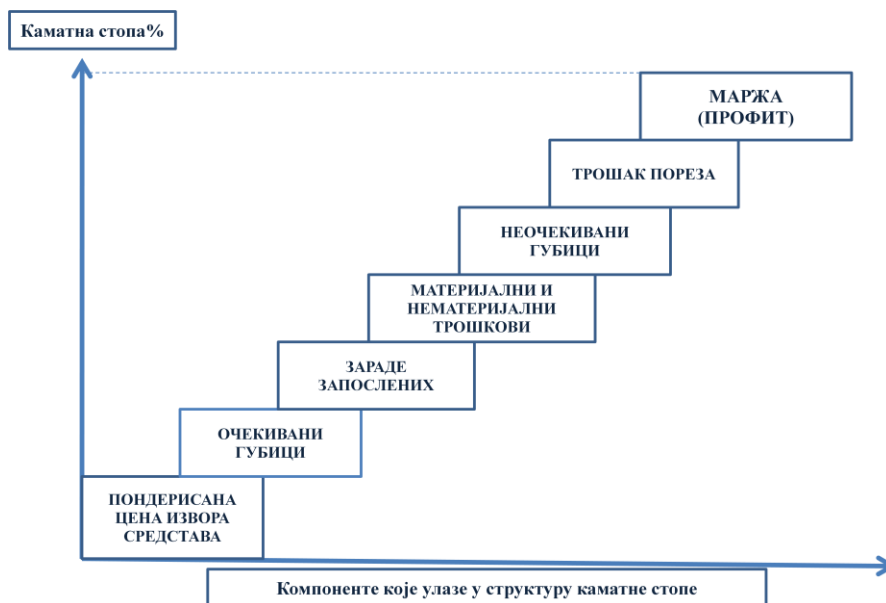 Каматна стопа%
МАРЖА
(ПРОФИТ)
ТРОШАК ПОРЕЗА
НЕОЧЕКИВАНИ
ГУБИЦИ
МАТЕРИЈАЛНИ И
НЕМАТЕРИЈАЛНИ
ТРОШКОВИ
ЗАРАДЕ
ЗАПОСЛЕНИХ
ОЧЕКИВАНИ
ГУБИЦИ
ПОНДЕРИСАНА
ЦЕНА ИЗВОРА
СРЕДСТАВА
Компоненте које улазе у структуру каматне стопе